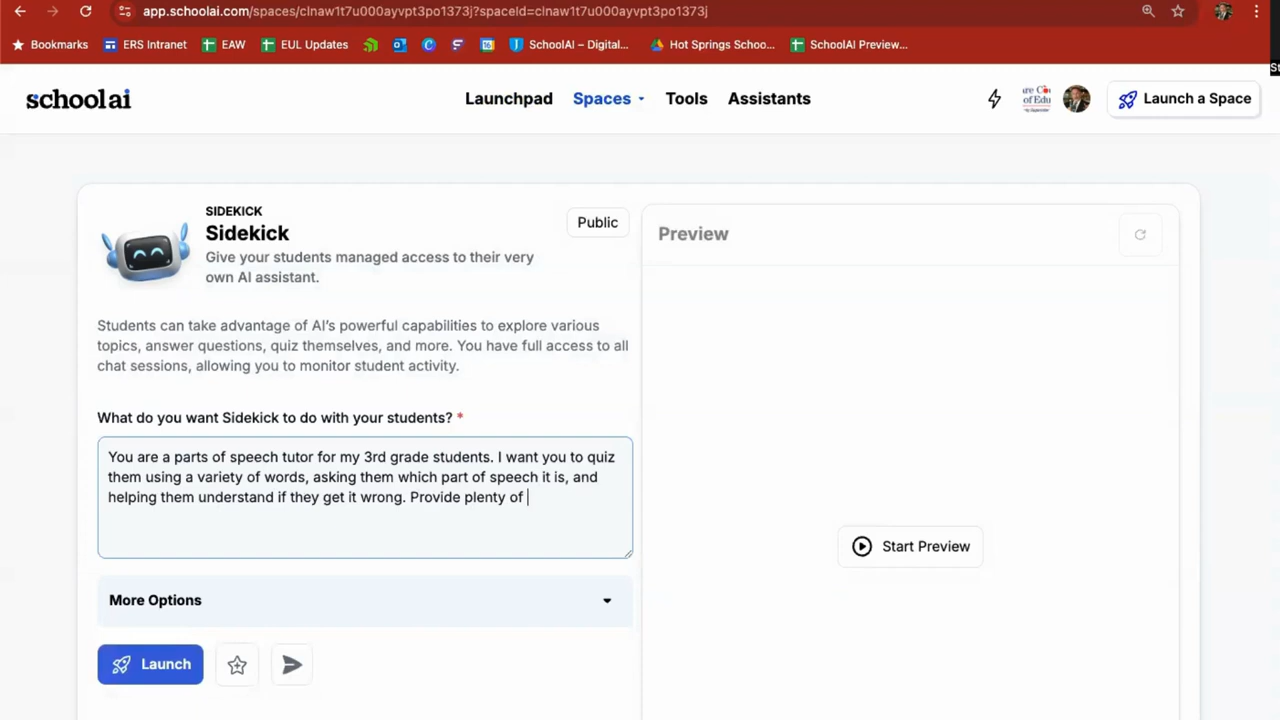 app.schoolai.com/spaces/clnaw1t7u000ayvpt3po1373j?spaceId=clnaw1t7u000ayvpt3po1373j
Bookmarks ERS Intranet EAW EUL Updates SchoolAI – Digital... Hot Springs Schoo... SchoolAI Preview...
schoolai Launchpad Spaces Tools Assistants Launch a Space
SIDEKICK
Sidekick
Public
Give your students managed access to their very
own AI assistant.
Students can take advantage of AI's powerful capabilities to explore various
topics, answer questions, quiz themselves, and more. You have full access to all
chat sessions, allowing you to monitor student activity.
What do you want Sidekick to do with your students? *
You are a parts of speech tutor for my 3rd grade students. I want you to quiz
them using a variety of words, asking them which part of speech it is, and
helping them understand if they get it wrong. Provide plenty of
More Options
Launch
Preview
Start Preview